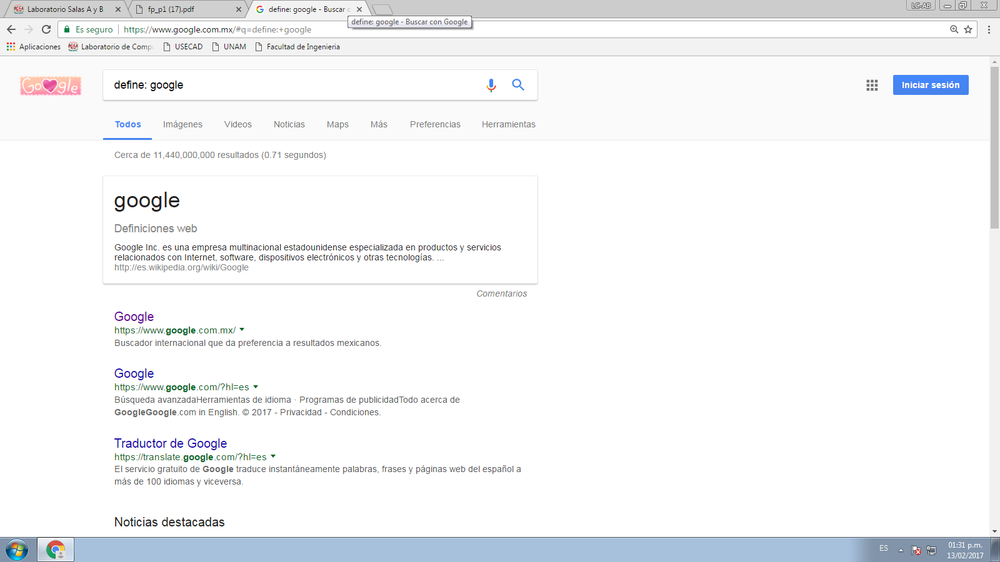 Laboratorio Salas A y B
fp_p1 (17).pdf
define: google - Buscar c
LC-AB
define: google - Buscar con Google
Es seguro
https://www.google.com.mx/#q=define:+google
Aplicaciones
Laboratorio de Comp
USECAD
UNAM
Facultad de Ingenieria
Google
define: google
Iniciar sesión
Todos
Imágenes
Videos
Noticias
Maps
Más
Preferencias
Herramientas
Cerca de 11,440,000,000 resultados (0.71 segundos)
google
Definiciones web
Google Inc. es una empresa multinacional estadounidense especializada en productos y servicios
relacionados con Internet, software, dispositivos electrónicos y otras tecnologías. ...
http://es.wikipedia.org/wiki/Google
Comentarios
Google
https://www.google.com.mx/
Buscador internacional que da preferencia a resultados mexicanos.
Google
https://www.google.com/?hl=es
Búsqueda avanzadaHerramientas de idioma · Programas de publicidadTodo acerca de
GoogleGoogle.com in English. © 2017 - Privacidad - Condiciones.
Traductor de Google
https://translate.google.com/?hl=es
El servicio gratuito de Google traduce instantáneamente palabras, frases y páginas web del español a
más de 100 idiomas y viceversa.
Noticias destacadas
ES
01:31 p.m.
13/02/2017